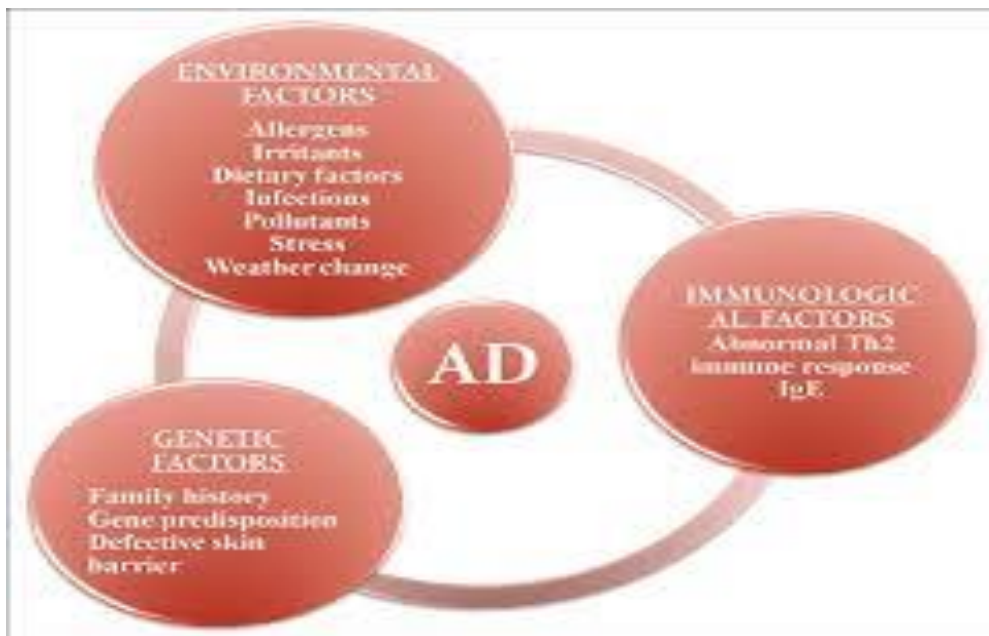 ENVIRONMENTAL
FACTORS
Allergens
Irritants
Dietary factors
Infections
Pollutants
Stress
Weather change
IMMUNOLOGIC
AL FACTORS
Abnormal Th2
immune response
IgE
AD
GENETIC
FACTORS
Family history
Gene predisposition
Defective skin
barrier